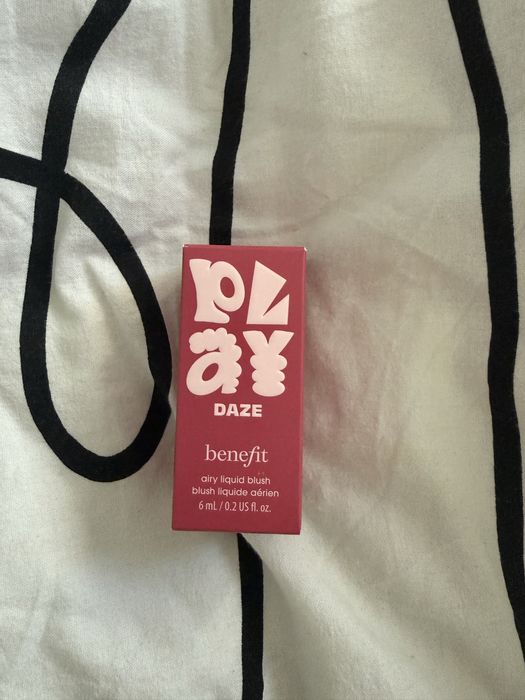 PLAY
DAZE
benefit
airy liquid blush
blush liquide aérien
6 mL / 0.2 US fl. oz.